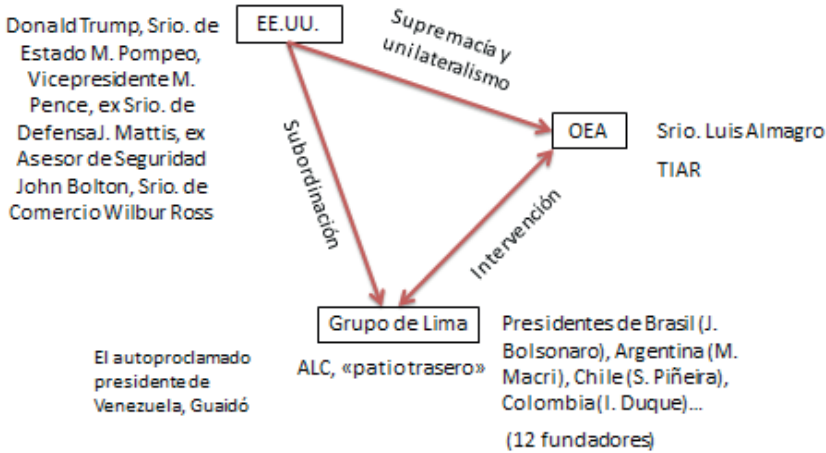 Donald Trump, Srio. de
Estado M. Pompeo,
Vicepresidente M.
Pence, ex Srio. de
Defensa J. Mattis, ex
Asesor de Seguridad
John Bolton, Srio. de
Comercio Wilbur Ross
EE.UU.
Supremacía y
unilateralismo
OEA
Srio. Luis Almagro
TIAR
Subordinación
Intervención
Grupo de Lima
ALC, «patio trasero»
El autoproclamado
presidente de
Venezuela, Guaidó
Presidentes de Brasil (J.
Bolsonaro), Argentina (M.
Macri), Chile (S. Piñeira),
Colombia (I. Duque)...
(12 fundadores)